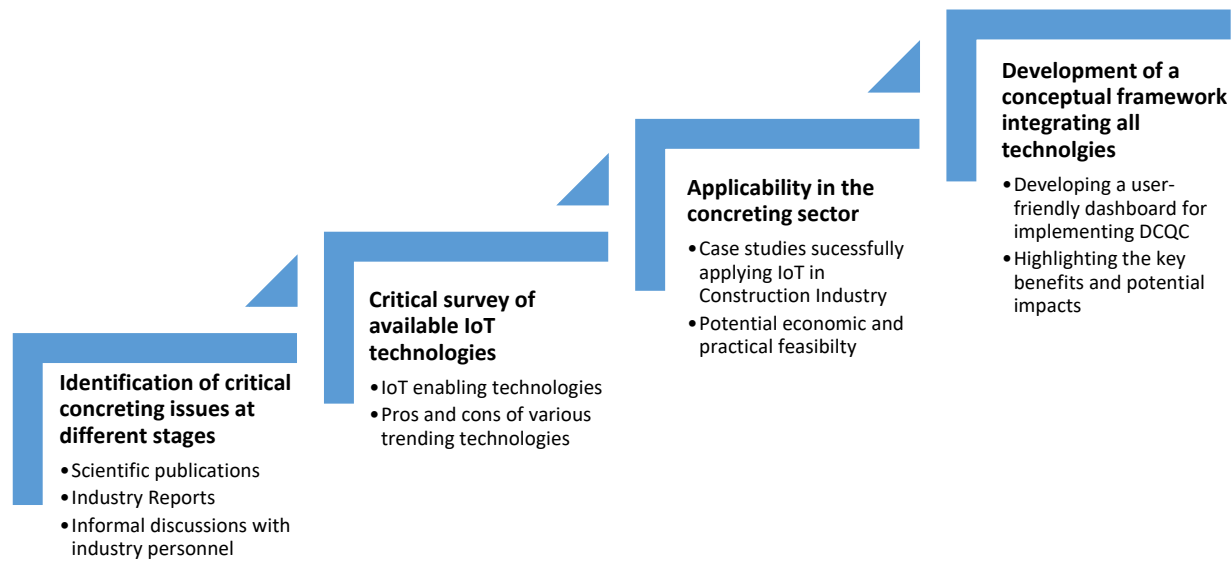 Identification of critical
concreting issues at
different stages
•Scientific publications
•Industry Reports
•Informal discussions with
industry personnel
Critical survey of
available IoT
technologies
•IoT enabling technologies
•Pros and cons of various
trending technologies
Applicability in the
concreting sector
•Case studies sucessfully
applying IoT in
Construction Industry
•Potential economic and
practical feasibilty
Development of a
conceptual framework
integrating all
technolgies
•Developing a user-
friendly dashboard for
implementing DCQC
•Highlighting the key
benefits and potential
impacts